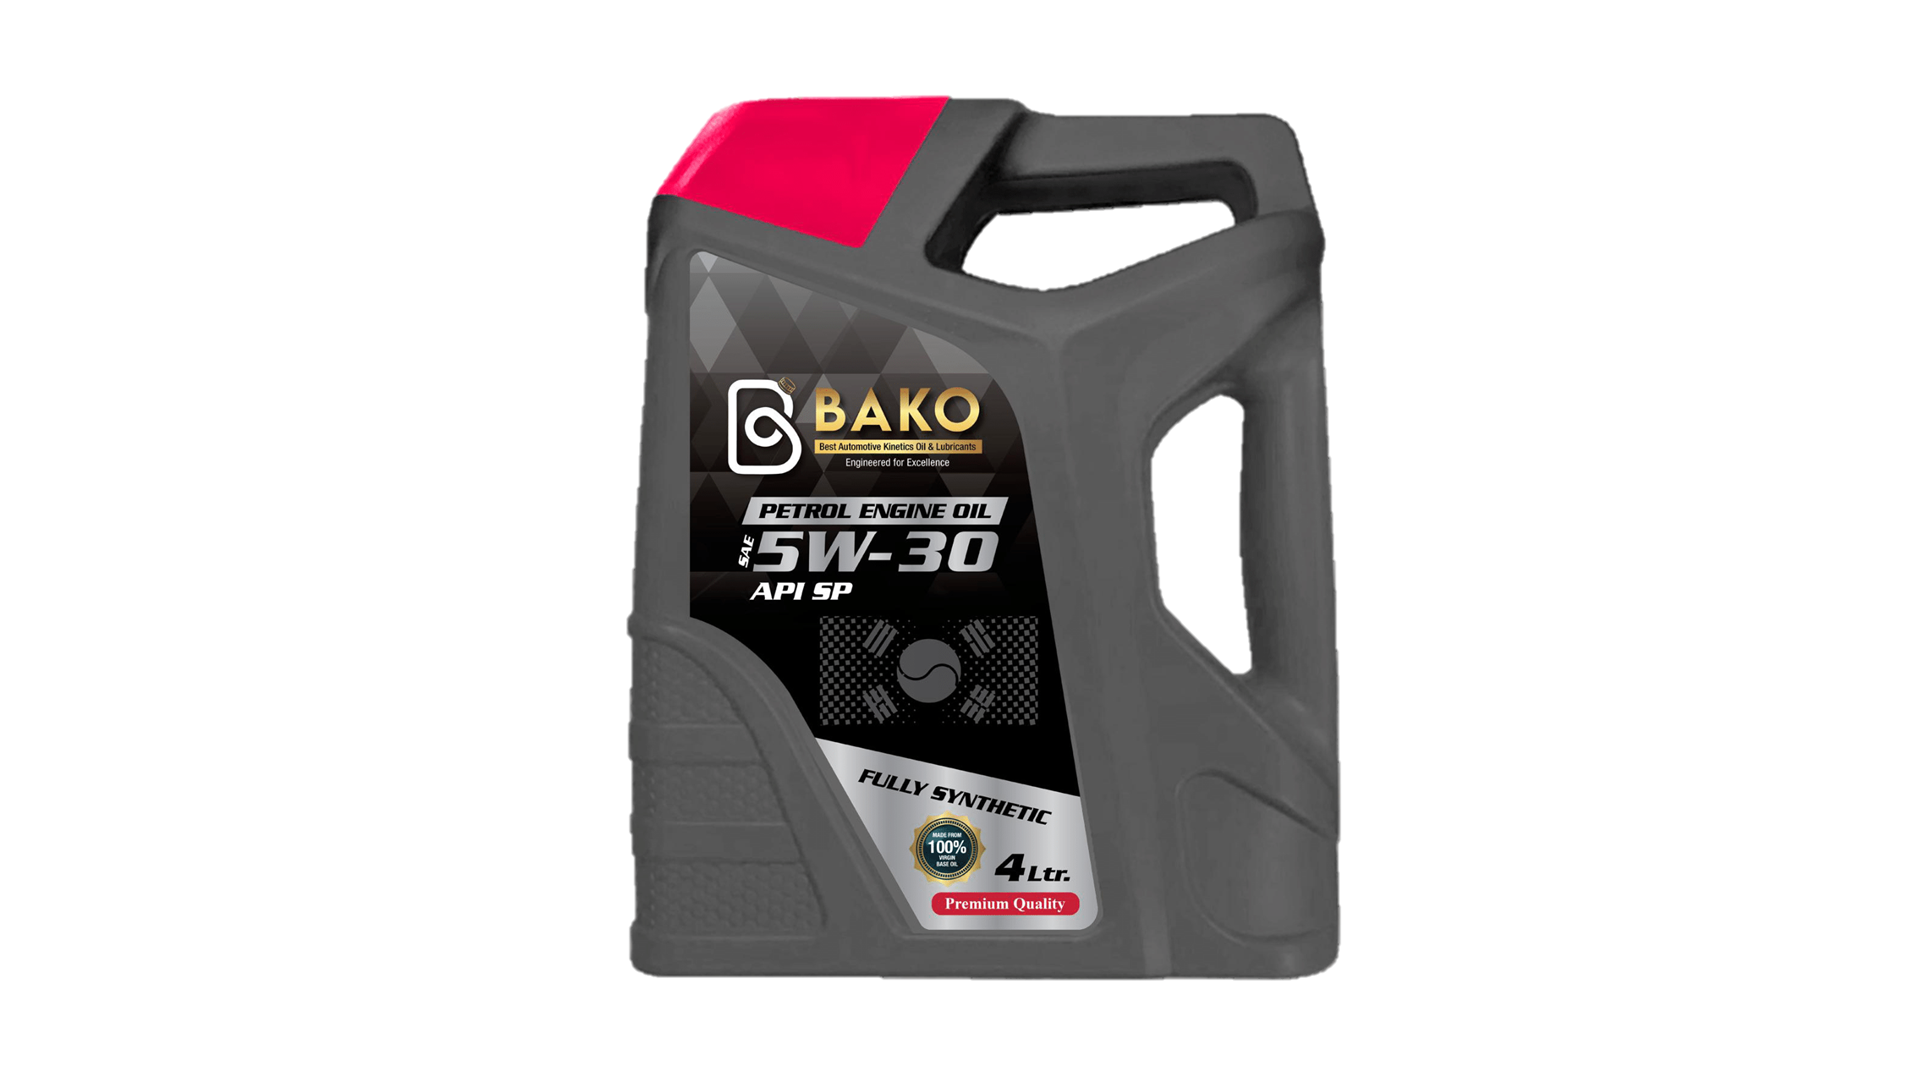 BAKO
Best Automotive Kinetics Oil & Lubricants
Engineered for Excellence
PETROL ENGINE OIL
SAE 5W-30
API SP
FULLY SYNTHETIC
MADE FROM
100%
VIRGIN
BASE OIL
4 Ltr.
Premium Quality